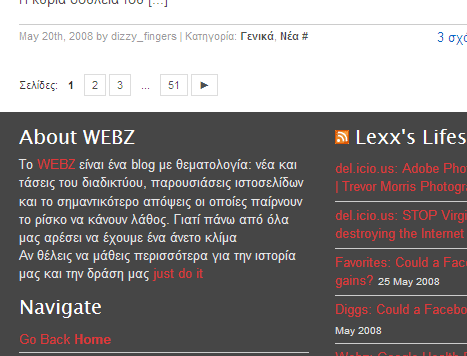 Η κύρια δουλειά του [...]
May 20th, 2008 by dizzy_fingers | Κατηγορία: Γενικά, Νέα #
3 σχό
Σελίδες: 1 2 3 ... 51 ►
About WEBZ
Το WEBZ είναι ένα blog με θεματολογία: νέα και
τάσεις του διαδικτύου, παρουσιάσεις ιστοσελίδων
και το σημαντικότερο απόψεις οι οποίες παίρνουν
το ρίσκο να κάνουν λάθος. Γιατί πάνω από όλα
μας αρέσει να έχουμε ένα άνετο κλίμα
Αν θέλεις να μάθεις περισσότερα για την ιστορία
μας και την δράση μας just do it
Navigate
Go Back Home
Lexx's Lifes
del.icio.us: Adobe Pho
| Trevor Morris Photogra
del.icio.us: STOP Virgi
destroying the Internet
Favorites: Could a Fac
gains? 25 May 2008
Diggs: Could a Facebo
May 2008